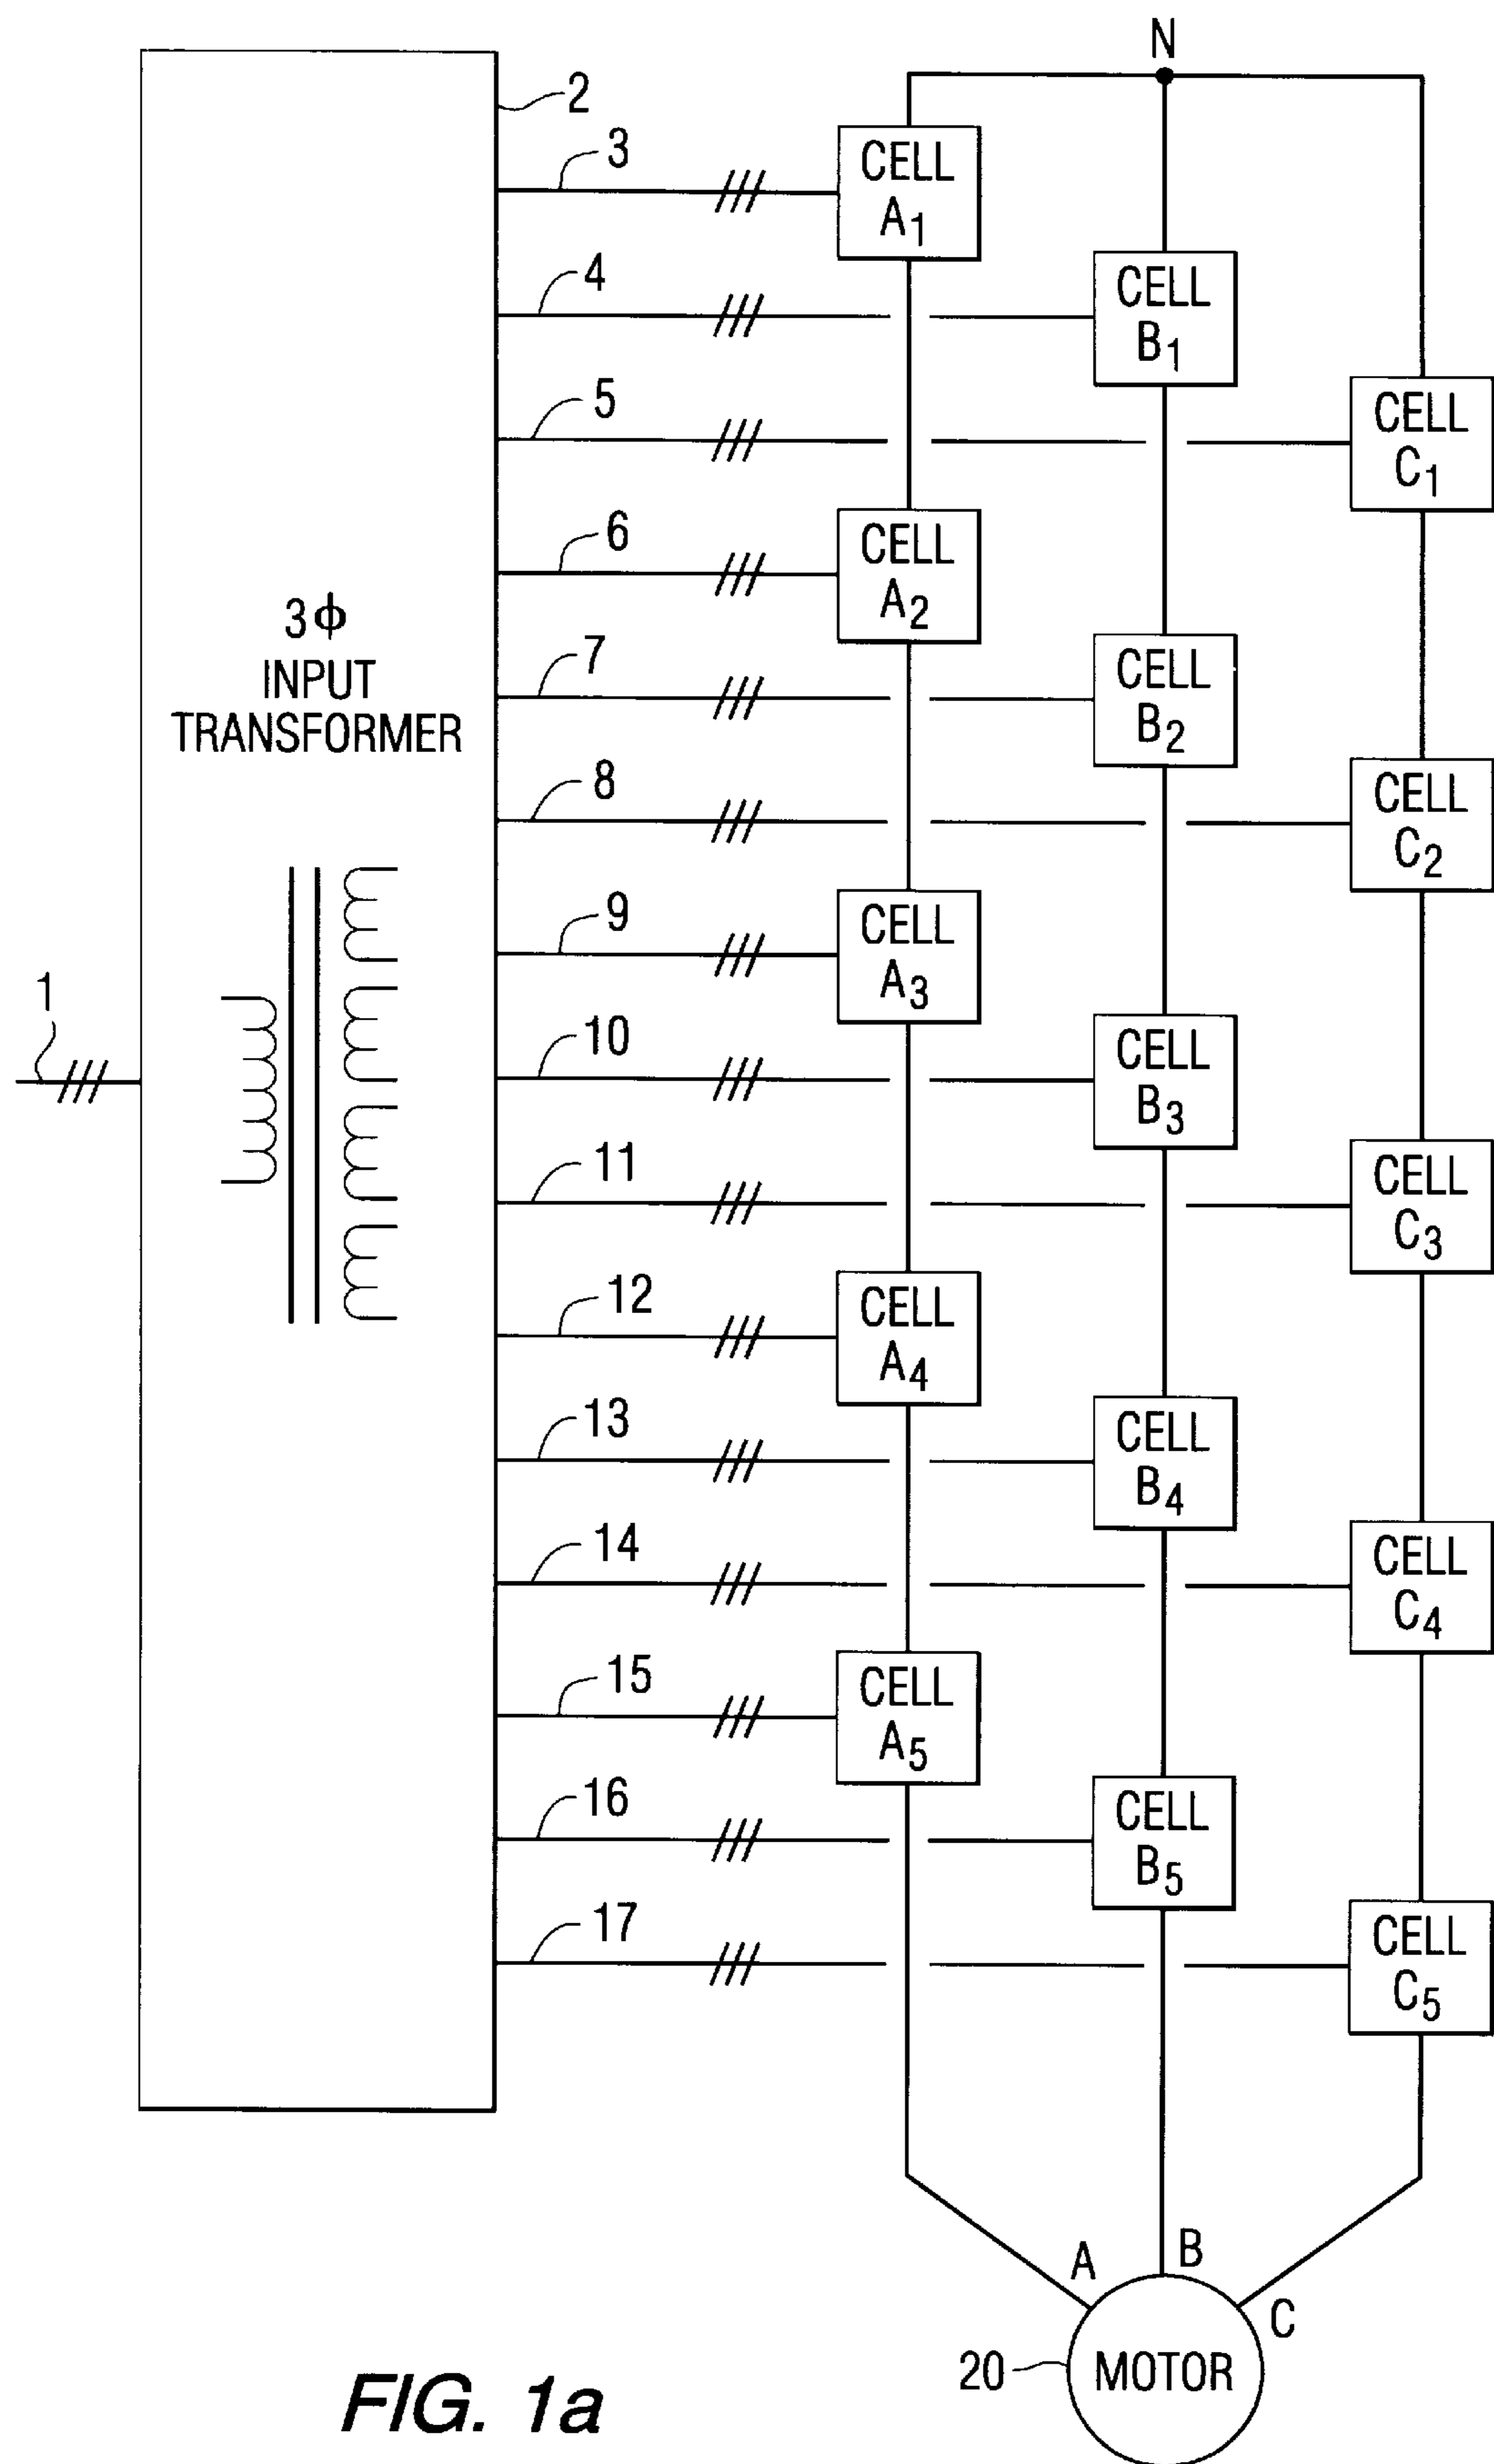 N
2
3
CELL
A1
4
CELL
B1
5
CELL
C1
6
CELL
A2
3Φ
INPUT
TRANSFORMER
7
CELL
B2
8
CELL
C2
9
CELL
A3
1
10
CELL
B3
11
CELL
C3
12
CELL
A4
13
CELL
B4
14
CELL
C4
15
CELL
A5
16
CELL
B5
17
CELL
C5
A
B
C
20
MOTOR
FIG. 1a